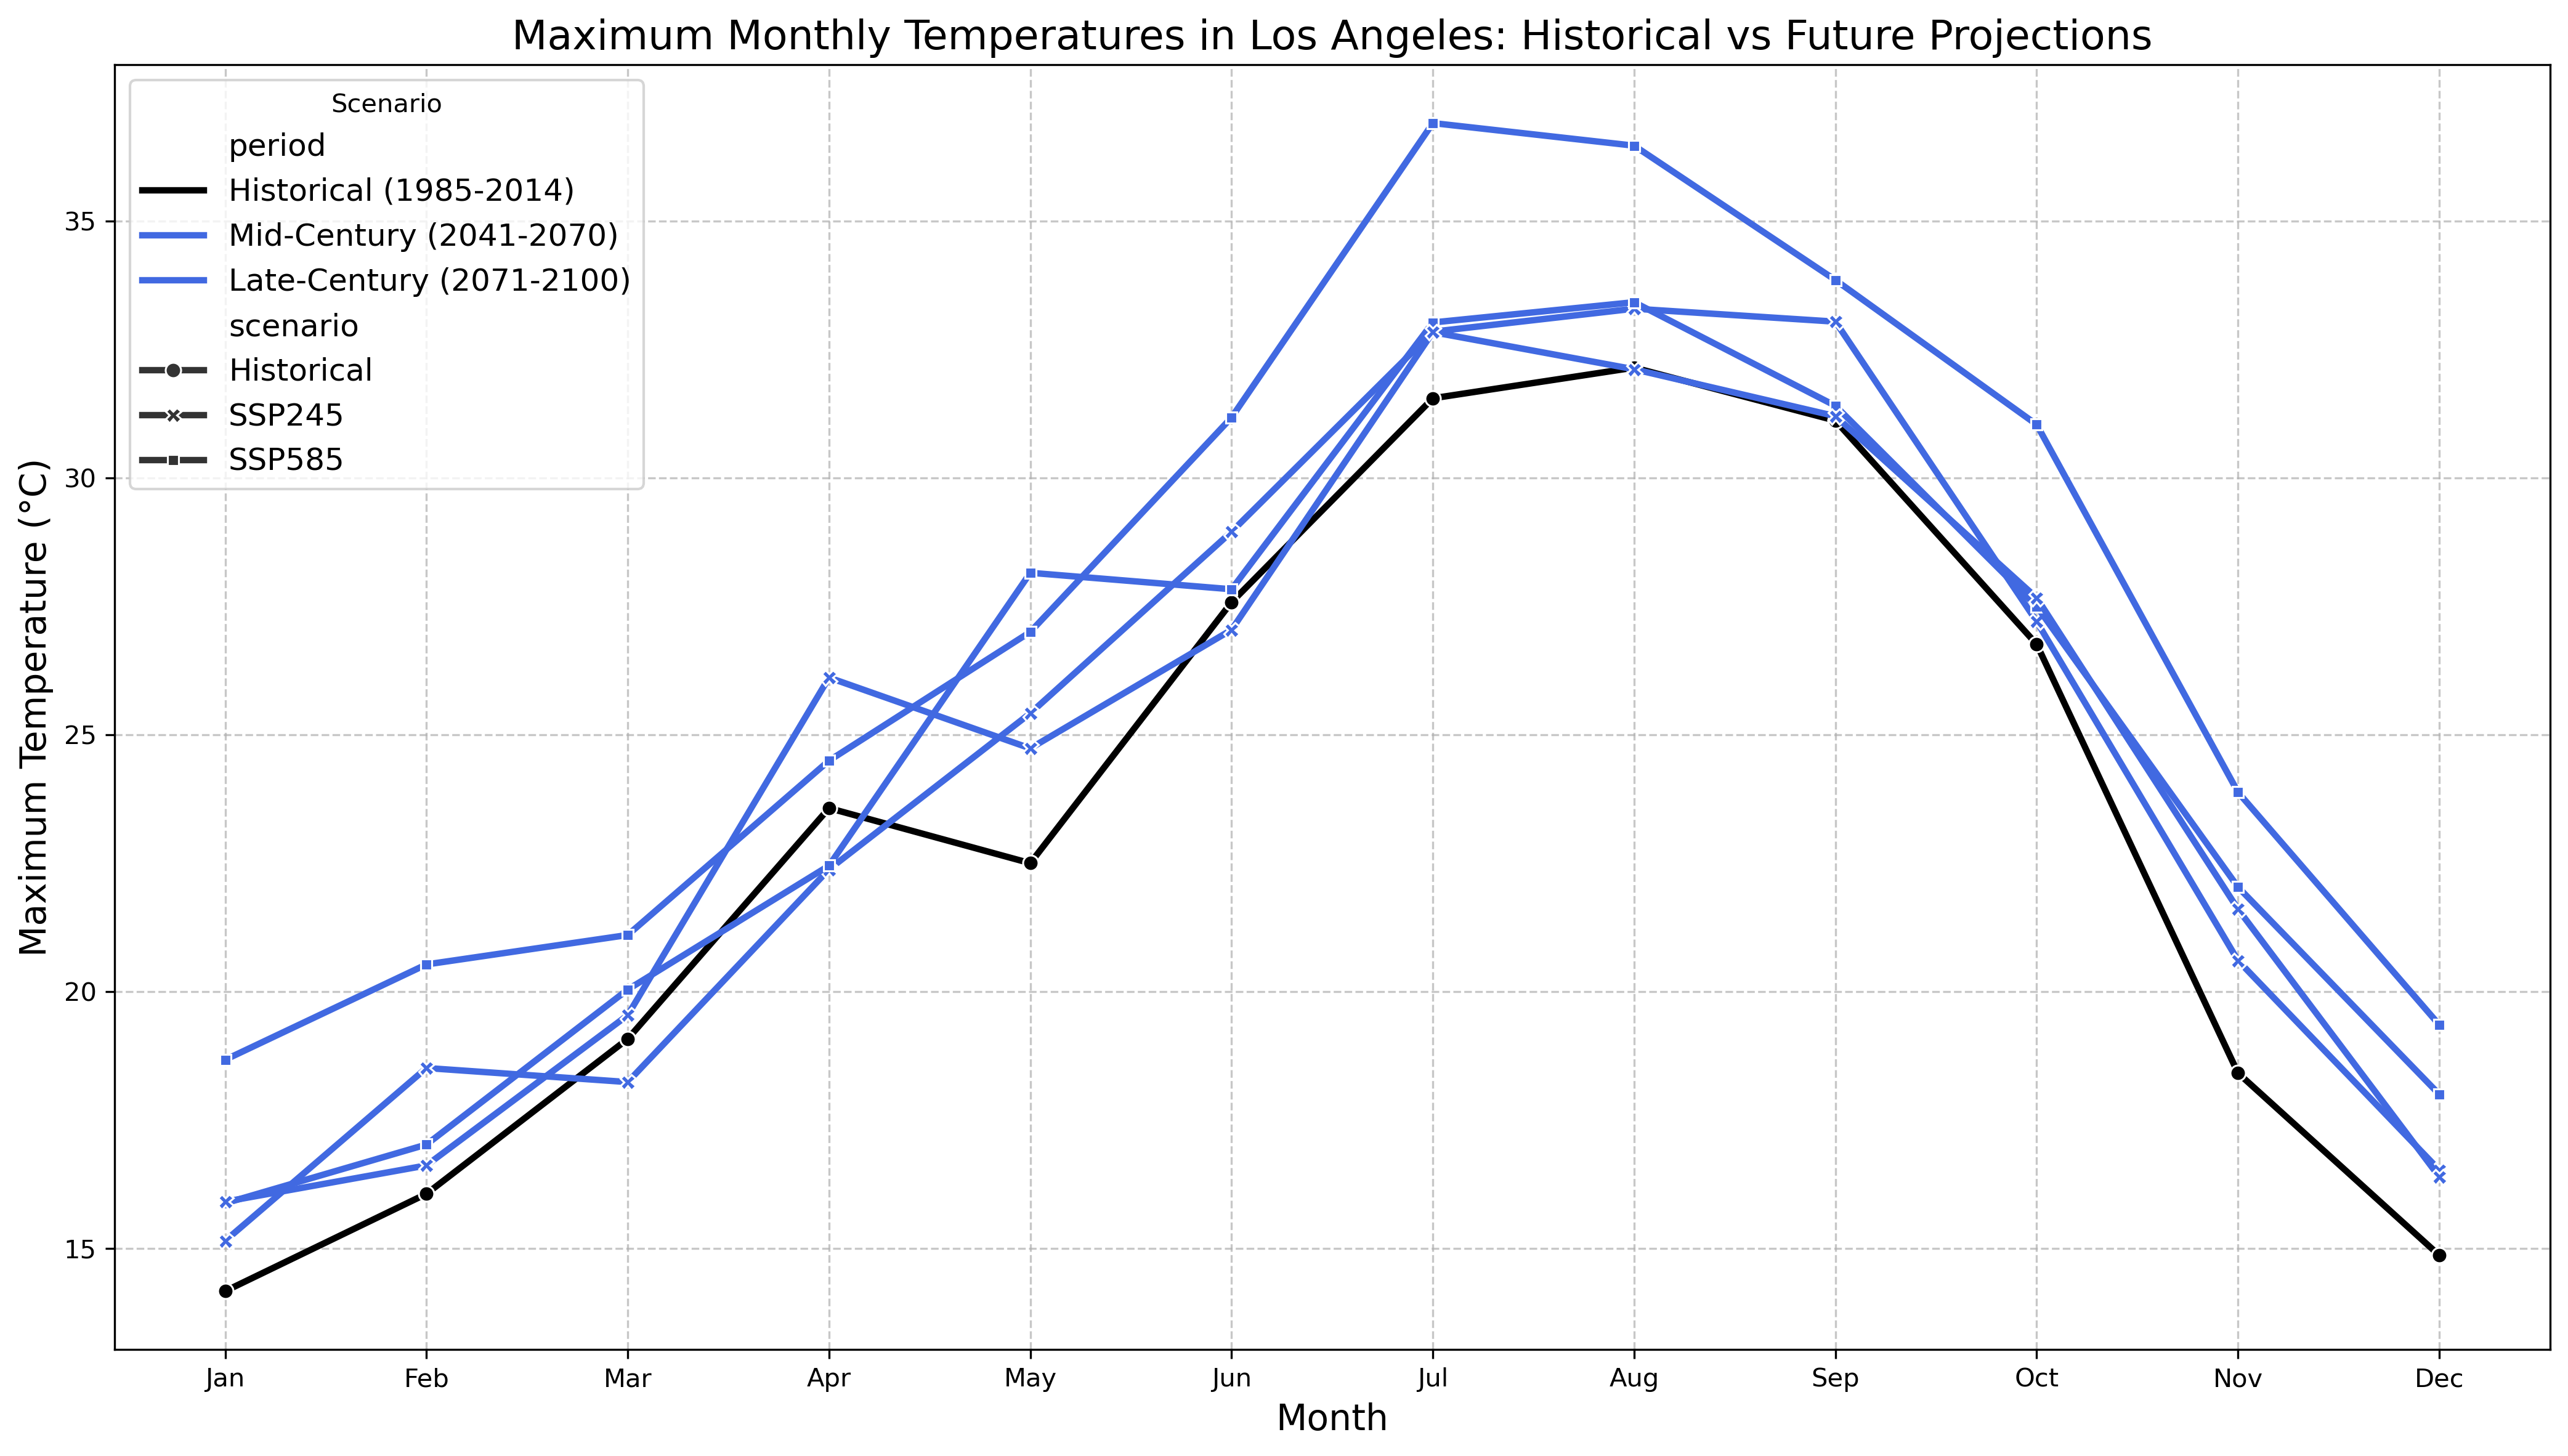 Maximum Monthly Temperatures in Los Angeles: Historical vs Future Projections
Scenario
period
Historical (1985-2014)
Mid-Century (2041-2070)
Late-Century (2071-2100)
scenario
Historical
SSP245
SSP585
Maximum Temperature (°C)
35
30
25
20
15
Jan Feb Mar Apr May Jun Jul Aug Sep Oct Nov Dec
Month